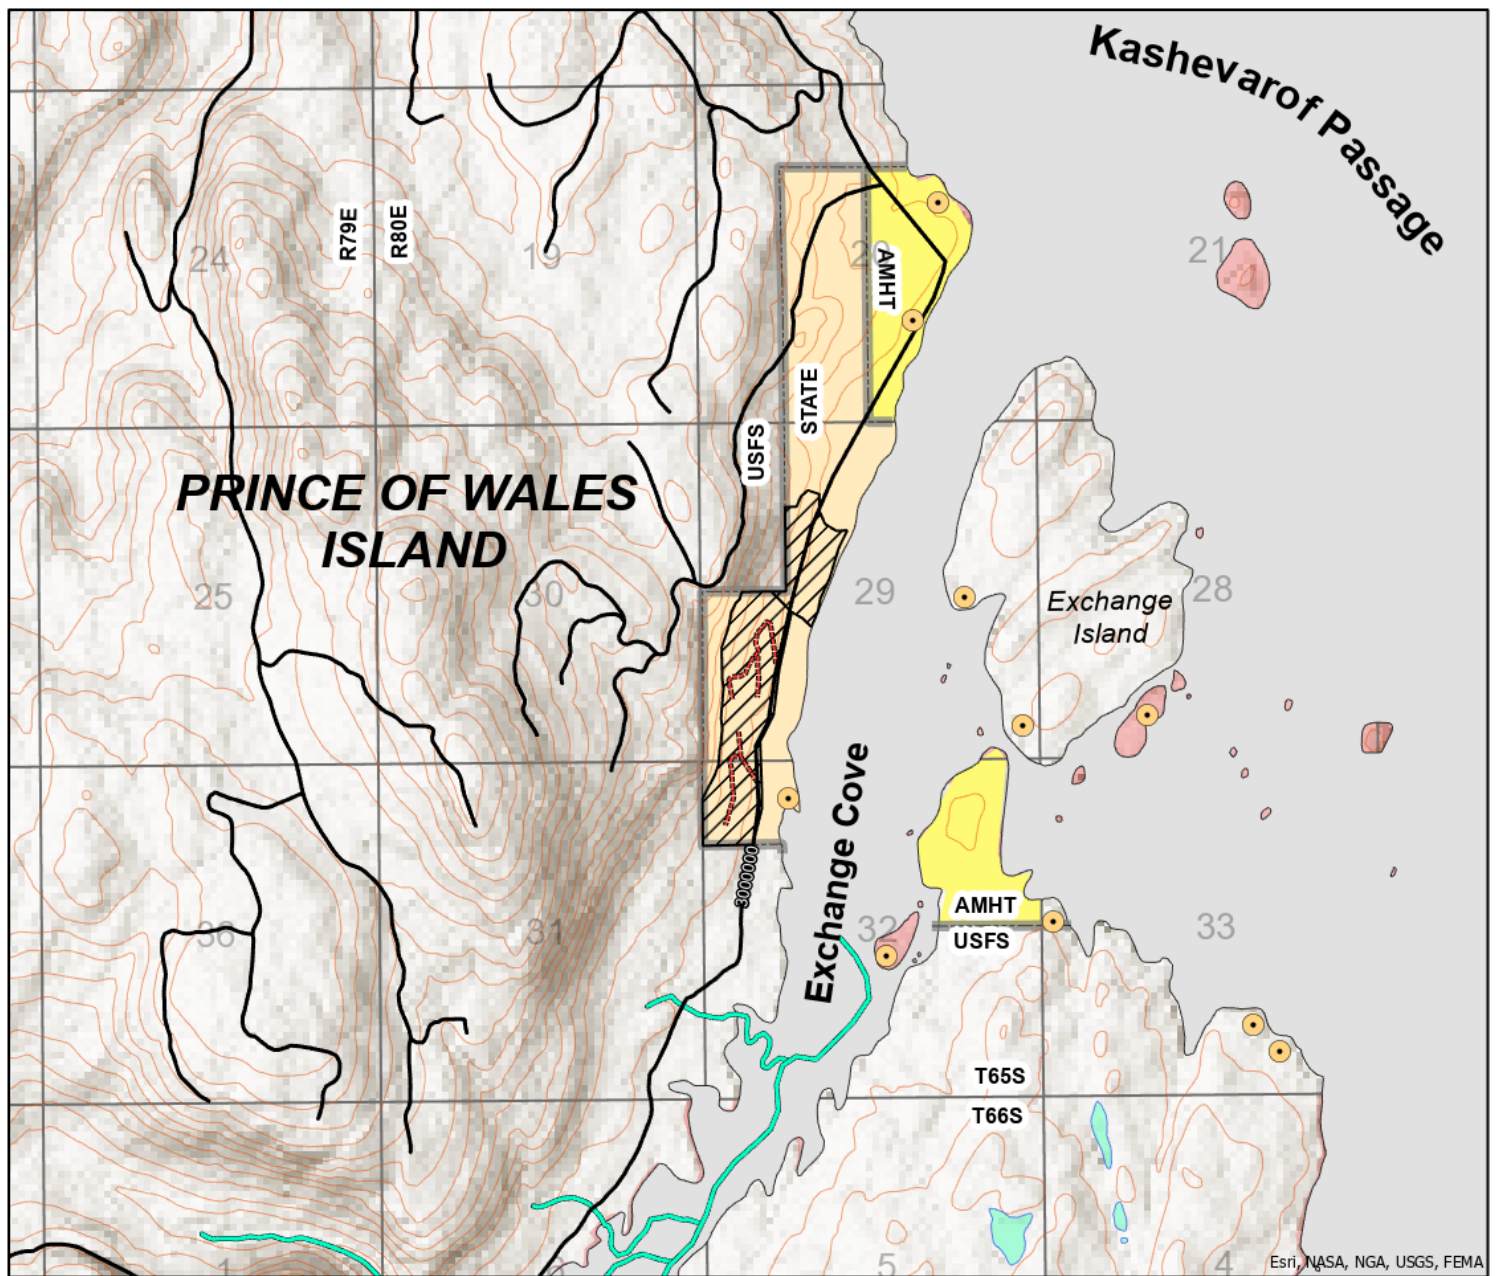 Kashevarof Passage
R79E
R80E
24
19
20
21
AMHT
STATE
USFS
PRINCE OF WALES
ISLAND
25
30
29
28
Exchange
Island
Exchange Cove
3000000
AMHT
USFS
36
31
32
33
T65S
T66S
1
5
4
Esri, NASA, NGA, USGS, FEMA